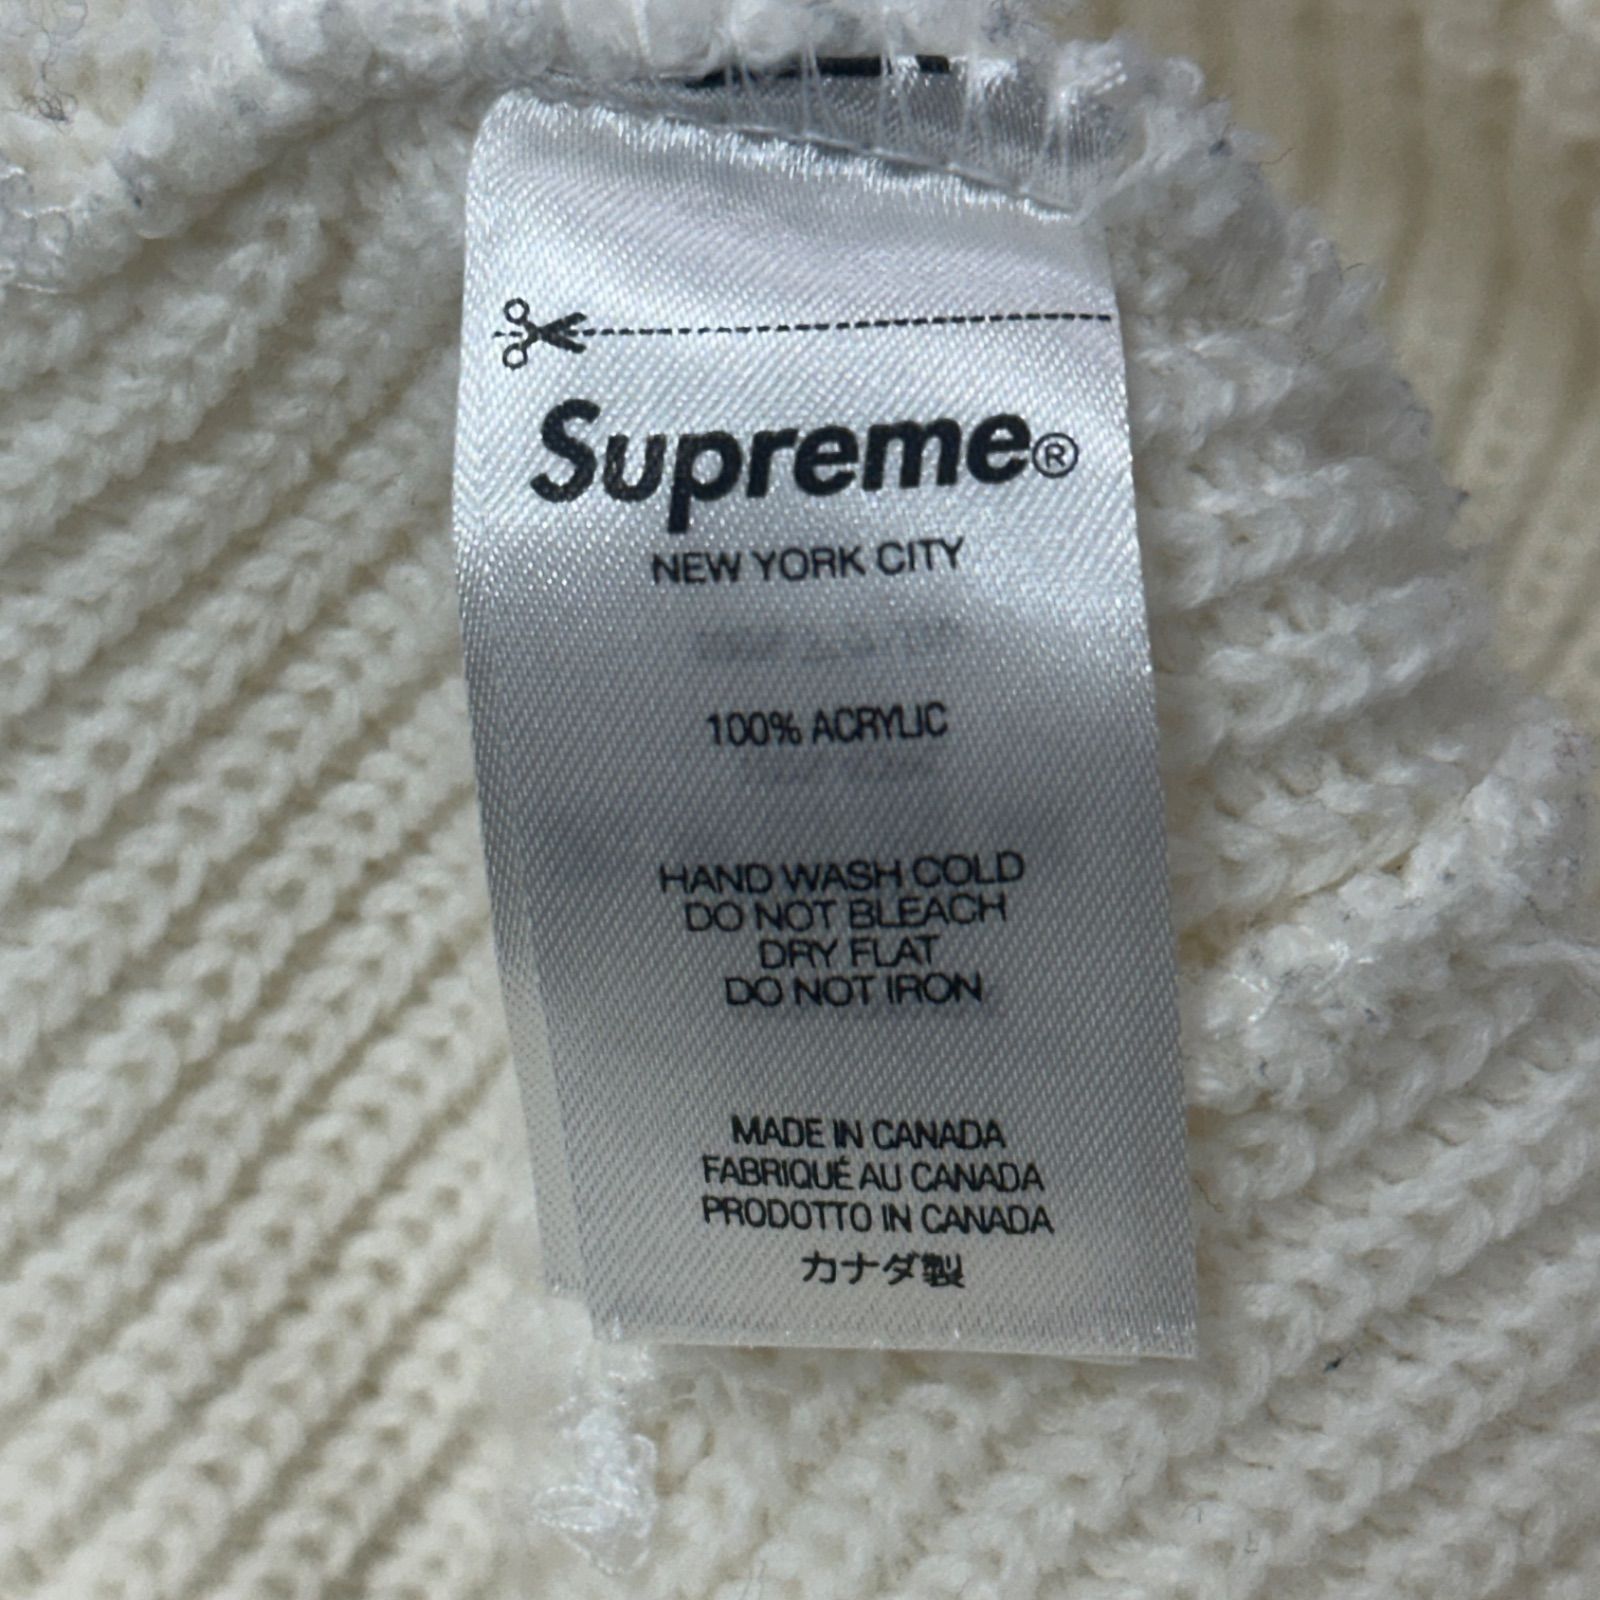 Supreme®
NEW YORK CITY
100% ACRYLIC
HAND WASH COLD
DO NOT BLEACH
DRY FLAT
DO NOT IRON
MADE IN CANADA
FABRIQUÉ AU CANADA
PRODOTTO IN CANADA
カナダ製